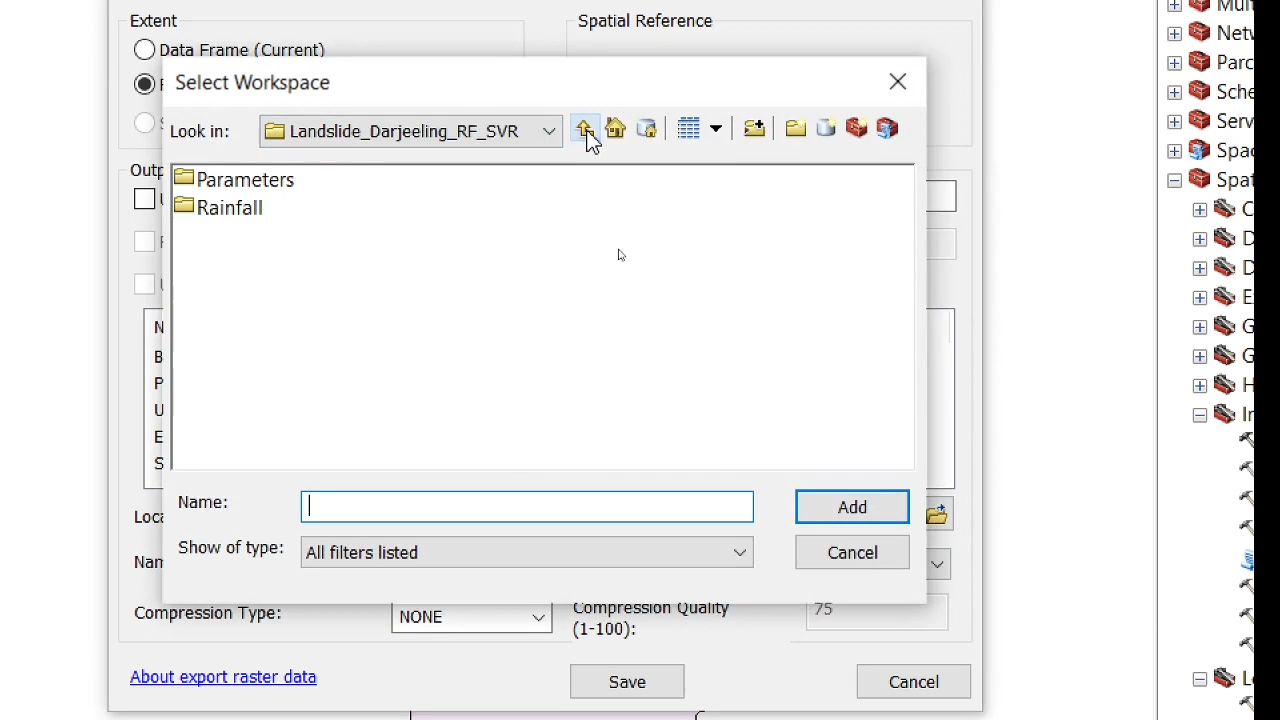 Extent
Spatial Reference
Data Frame (Current)
Select Workspace
Look in:
Landslide_Darjeeling_RF_SVR
Parameters
Rainfall
Name:
Add
Show of type:
All filters listed
Cancel
Compression Type:
NONE
Compression Quality
(1-100):
75
About export raster data
Save
Cancel